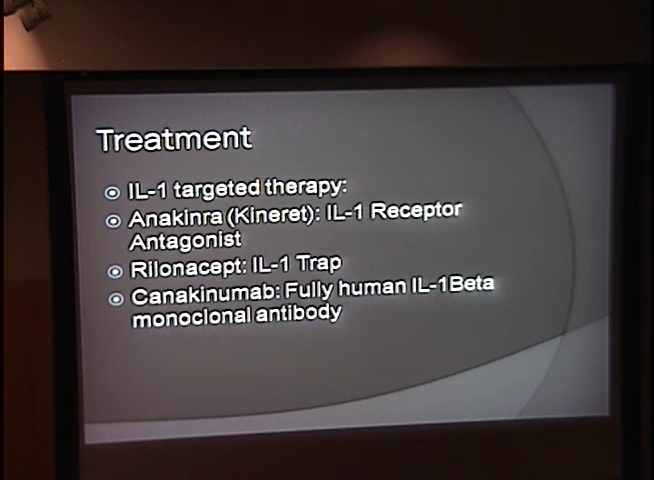 Treatment
IL-1 targeted therapy:
Anakinra (Kineret): IL-1 Receptor
Antagonist
Rilonacept: IL-1 Trap
Canakinumab: Fully human IL-1Beta
monoclonal antibody